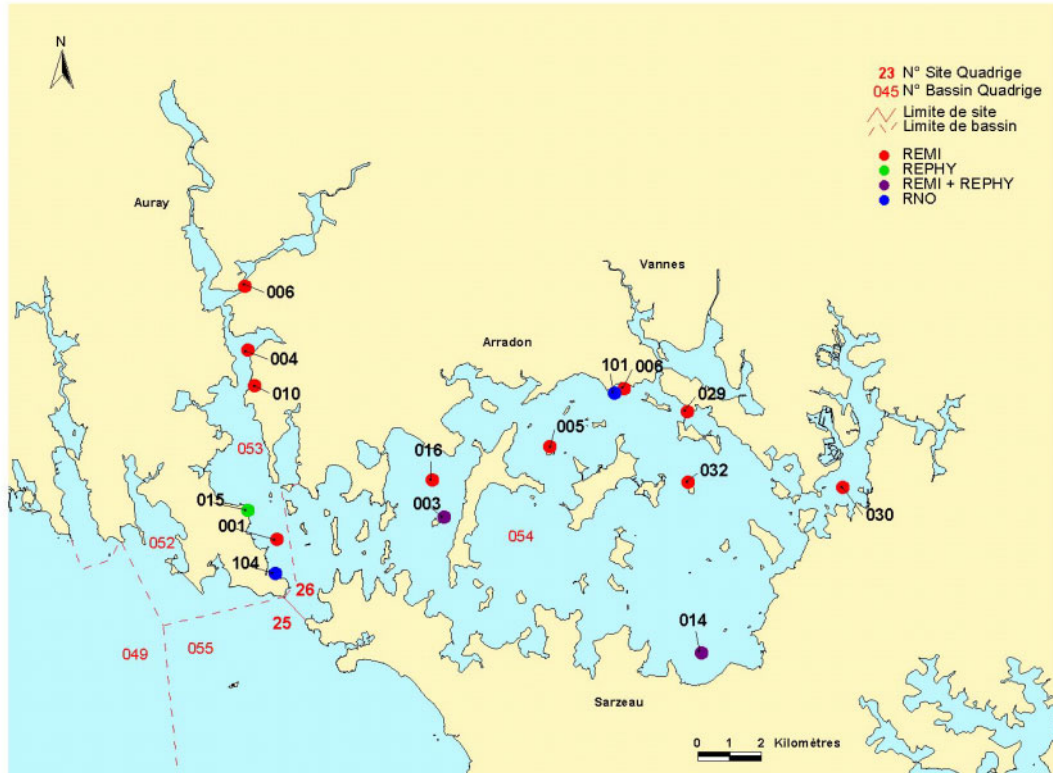 N
23 N° Site Quadrige
045 N° Bassin Quadrige
Limite de site
Limite de bassin
REMI
REPHY
REMI + REPHY
RNO
Auray
Vannes
006
004
Arradon
101 006
010
029
005
053
016
032
030
015
003
001
054
052
104
26
25
014
049
055
Sarzeau
0 1 2 Kilomètres